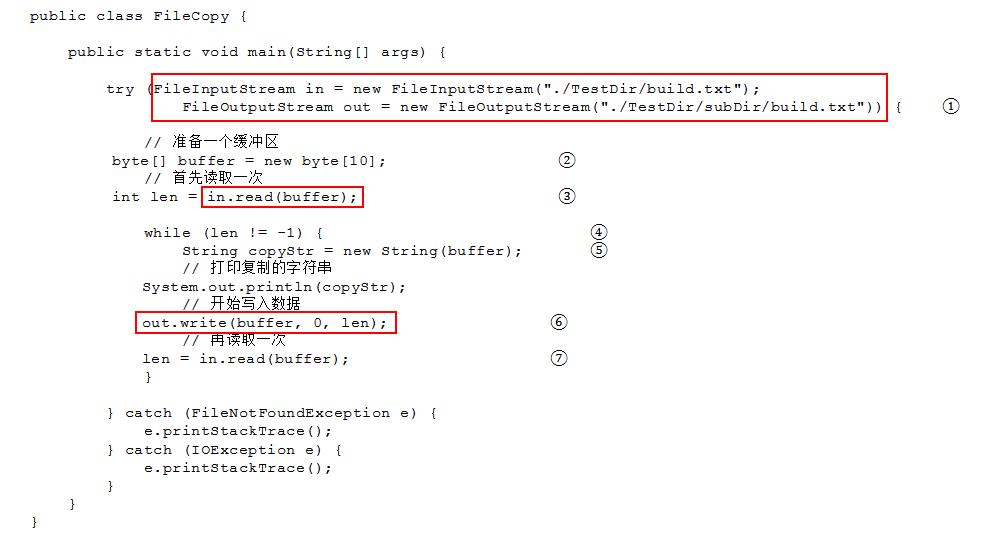 public class FileCopy {
public static void main(String[] args) {
try (FileInputStream in = new FileInputStream("./TestDir/build.txt");
FileOutputStream out = new FileOutputStream("./TestDir/subDir/build.txt")) { ①
// 准备一个缓冲区
byte[] buffer = new byte[10]; ②
// 首先读取一次
int len = in.read(buffer); ③
while (len != -1) { ④
String copyStr = new String(buffer); ⑤
// 打印复制的字符串
System.out.println(copyStr);
// 开始写入数据
out.write(buffer, 0, len); ⑥
// 再读取一次
len = in.read(buffer); ⑦
}
} catch (FileNotFoundException e) {
e.printStackTrace();
} catch (IOException e) {
e.printStackTrace();
}
}
}